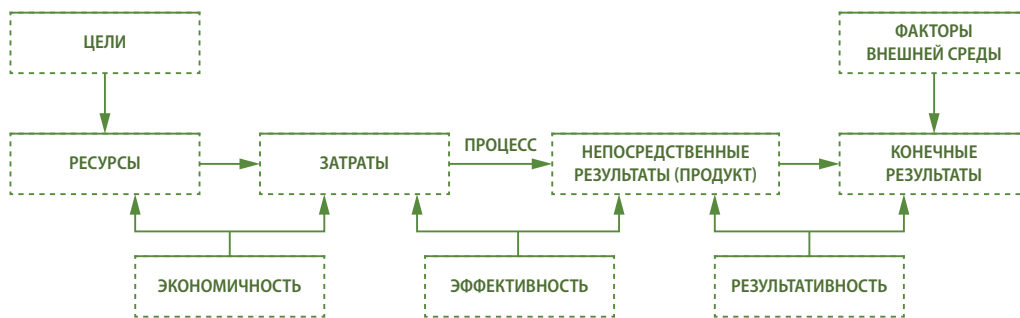 ЦЕЛИ
ФАКТОРЫ
ВНЕШНЕЙ СРЕДЫ
РЕСУРСЫ
ЗАТРАТЫ
ПРОЦЕСС
НЕПОСРЕДСТВЕННЫЕ
РЕЗУЛЬТАТЫ (ПРОДУКТ)
КОНЕЧНЫЕ
РЕЗУЛЬТАТЫ
ЭКОНОМИЧНОСТЬ
ЭФФЕКТИВНОСТЬ
РЕЗУЛЬТАТИВНОСТЬ